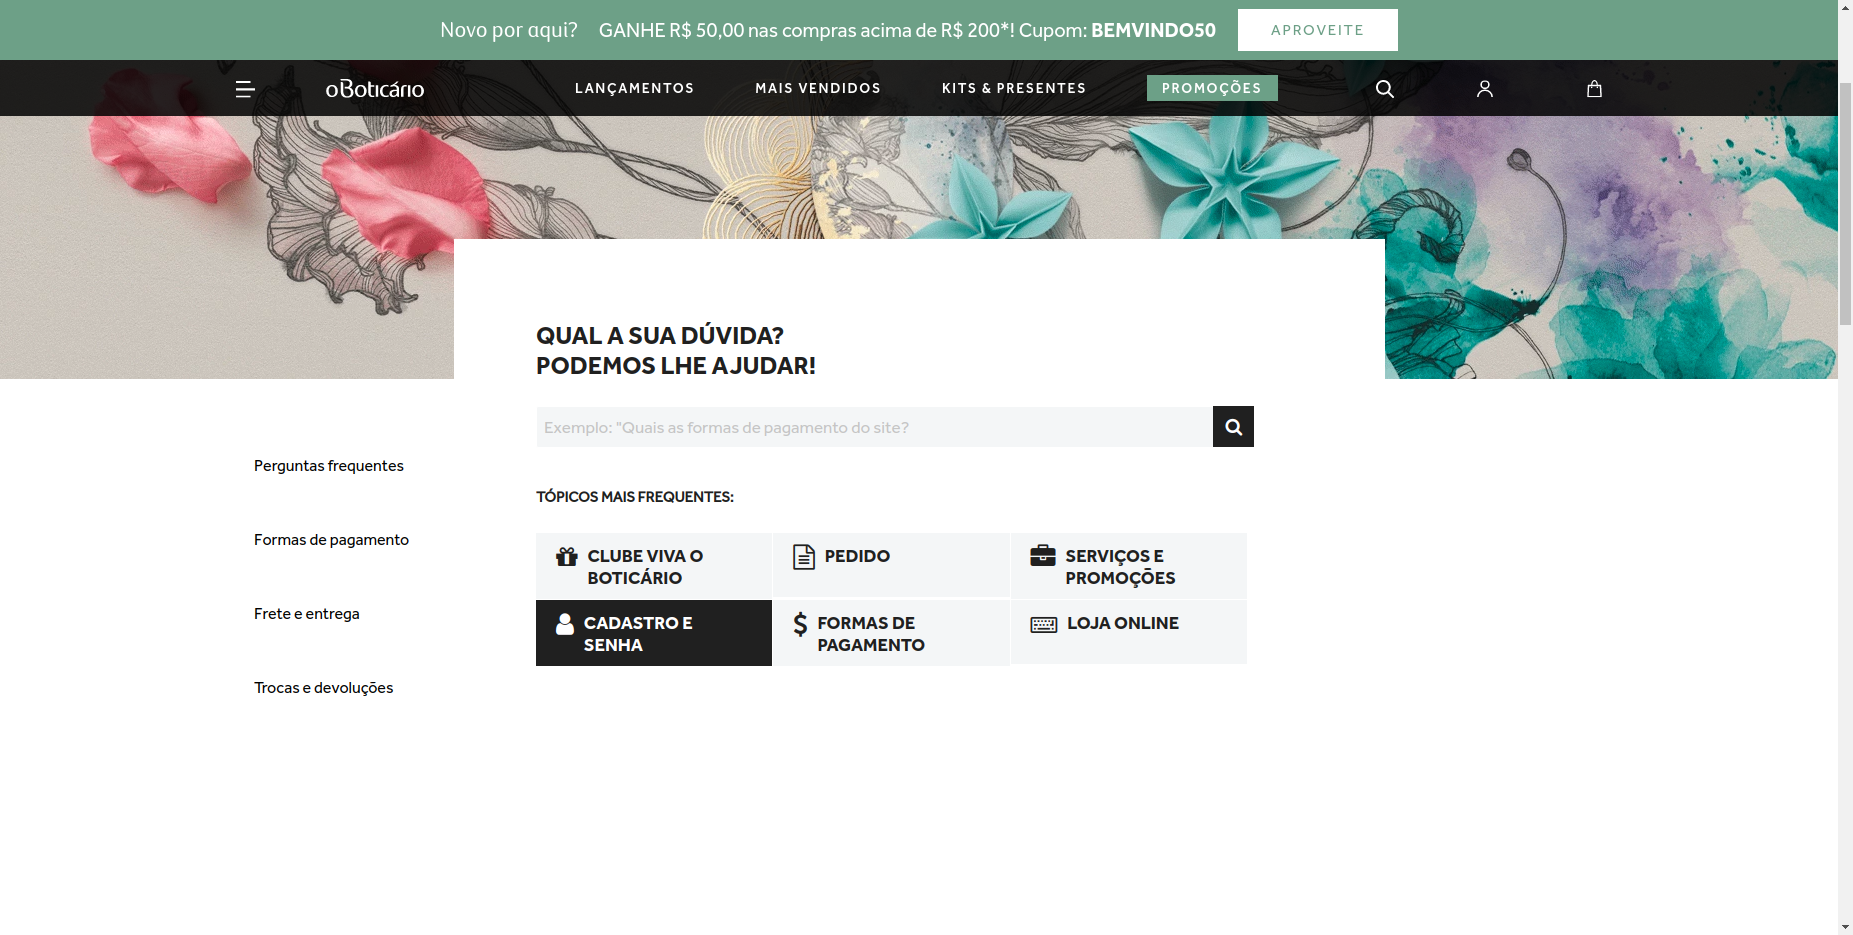 Novo por aqui? GANHE R$ 50,00 nas compras acima de R$ 200*! Cupom: BEMVINDO50 APROVEITE
oBoticário LANÇAMENTOS MAIS VENDIDOS KITS & PRESENTES PROMOÇÕES
QUAL A SUA DÚVIDA?
PODEMOS LHE AJUDAR!
Exemplo: "Quais as formas de pagamento do site?
Perguntas frequentes
Formas de pagamento
Frete e entrega
Trocas e devoluções
TÓPICOS MAIS FREQUENTES:
CLUBE VIVA O
BOTICÁRIO
PEDIDO
SERVIÇOS E
PROMOÇÕES
CADASTRO E
SENHA
FORMAS DE
PAGAMENTO
LOJA ONLINE